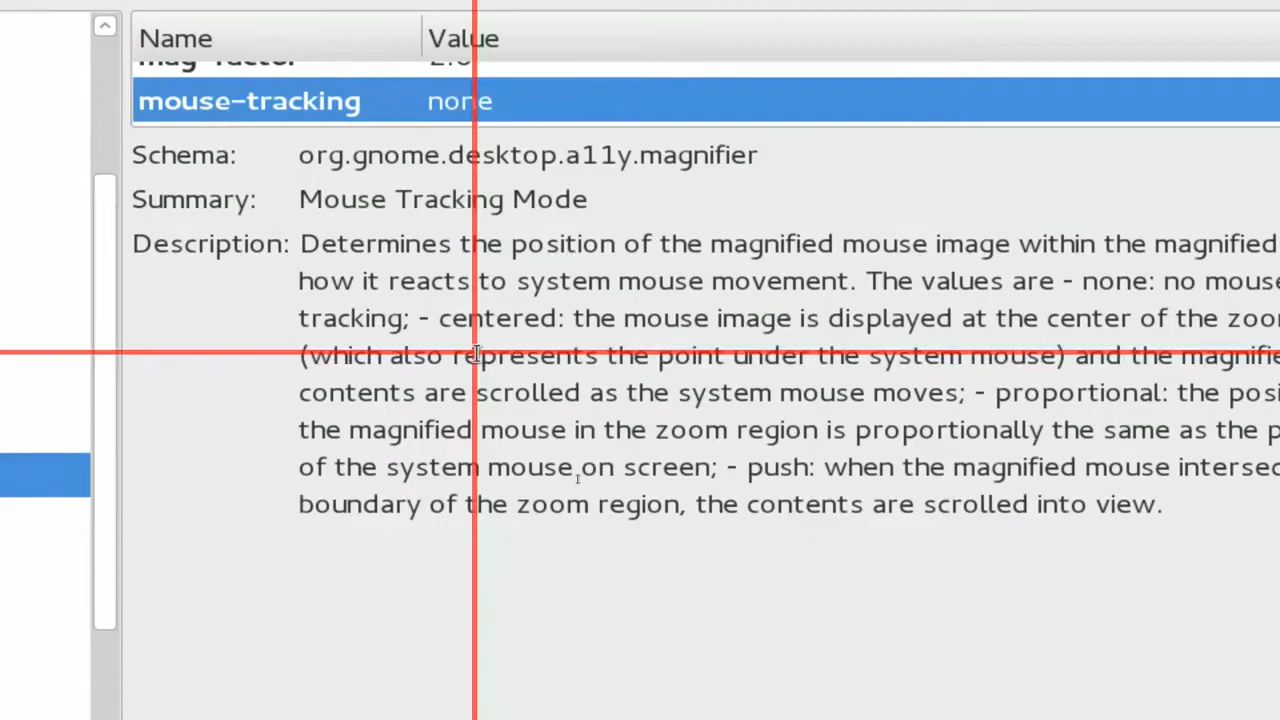 Name Value
mag-factor 2.0
mouse-tracking none
Schema: org.gnome.desktop.a11y.magnifier
Summary: Mouse Tracking Mode
Description: Determines the position of the magnified mouse image within the magnified
how it reacts to system mouse movement. The values are - none: no mouse
tracking; - centered: the mouse image is displayed at the center of the
(which also represents the point under the system mouse) and the
contents are scrolled as the system mouse moves; - proportional: the
the magnified mouse in the zoom region is proportionally the same as the
of the system mouse on screen; - push: when the magnified mouse
boundary of the zoom region, the contents are scrolled into view.